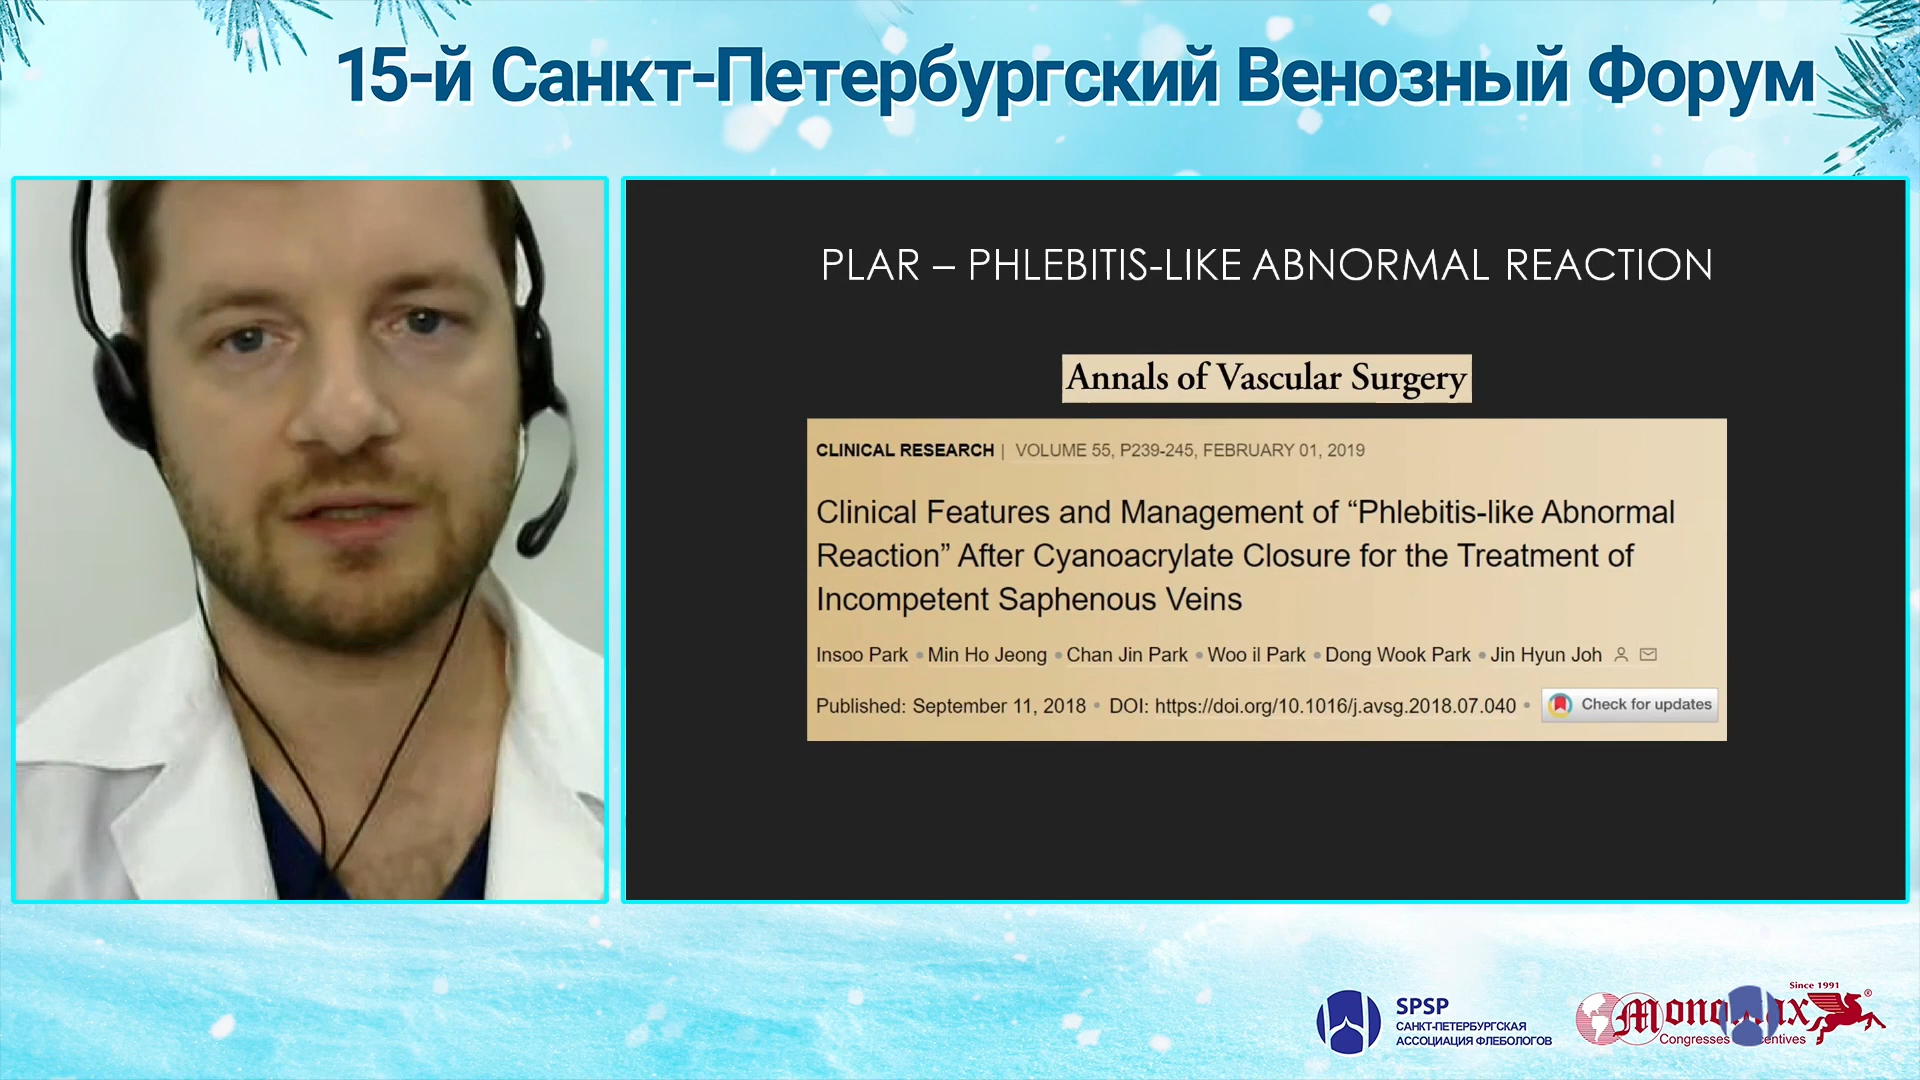 15-й Санкт-Петербургский Венозный Форум
PLAR – PHLEBITIS-LIKE ABNORMAL REACTION
Annals of Vascular Surgery
CLINICAL RESEARCH | VOLUME 55, P239-245, FEBRUARY 01, 2019
Clinical Features and Management of “Phlebitis-like Abnormal
Reaction” After Cyanoacrylate Closure for the Treatment of
Incompetent Saphenous Veins
Insoo Park • Min Ho Jeong • Chan Jin Park • Woo il Park • Dong Wook Park • Jin Hyun Joh
Published: September 11, 2018 • DOI: https://doi.org/10.1016/j.avsg.2018.07.040 •
Check for updates
SPSP
САНКТ-ПЕТЕРБУРГСКАЯ
АССОЦИАЦИЯ ФЛЕБОЛОГОВ
Since 1991
®
Congresses